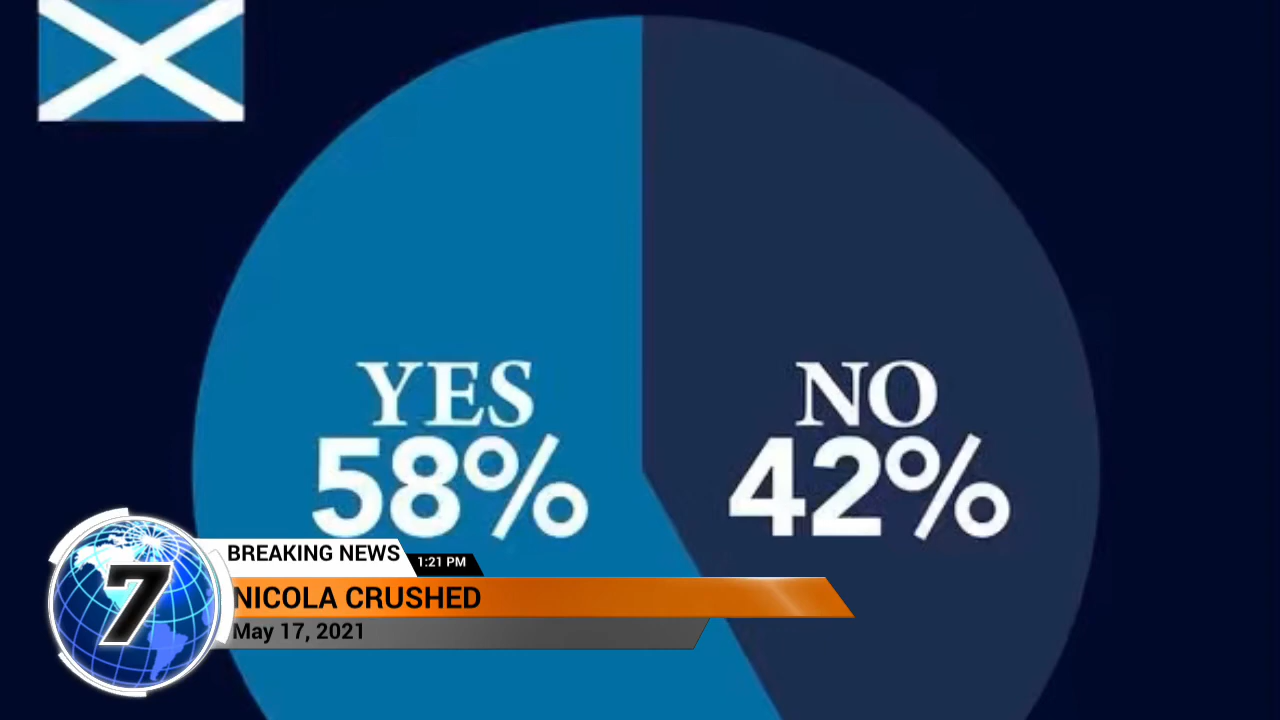 YES
58%
NO
42%
BREAKING NEWS
1:21 PM
7
NICOLA CRUSHED
May 17, 2021